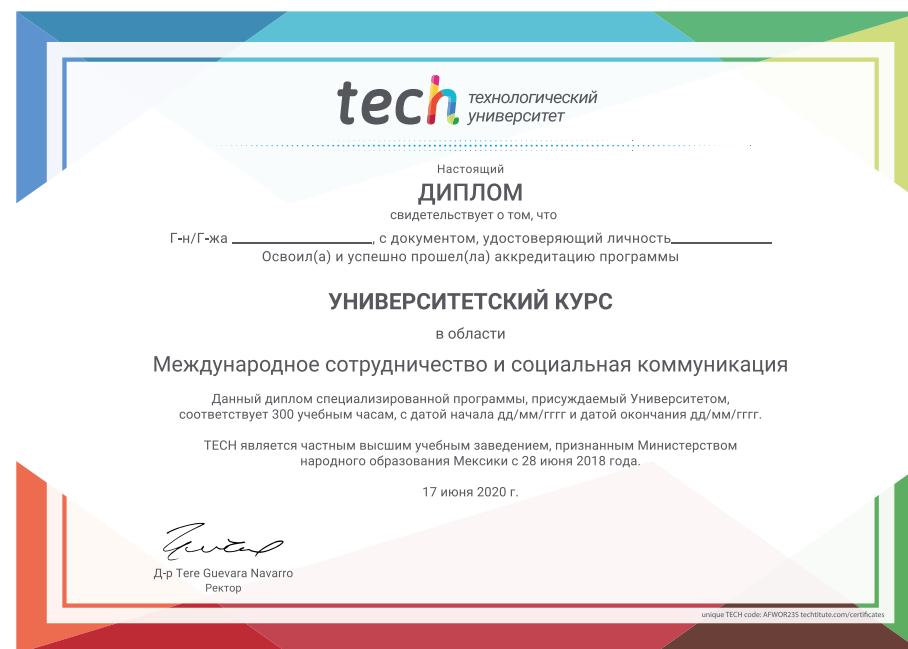 tech технологический
университет
Настоящий
ДИПЛОМ
свидетельствует о том, что
Г-н/Г-жа ________________, с документом, удостоверяющий личность____________
Освоил(а) и успешно прошел(ла) аккредитацию программы
УНИВЕРСИТЕТСКИЙ КУРС
в области
Международное сотрудничество и социальная коммуникация
Данный диплом специализированной программы, присуждаемый Университетом,
соответствует 300 учебным часам, с датой начала дд/мм/гггг и датой окончания дд/мм/гггг.
TECH является частным высшим учебным заведением, признанным Министерством
народного образования Мексики с 28 июня 2018 года.
17 июня 2020 г.
Д-р Tere Guevara Navarro
Ректор
unique TECH code: AFWOR235 techtitute.com/certificates